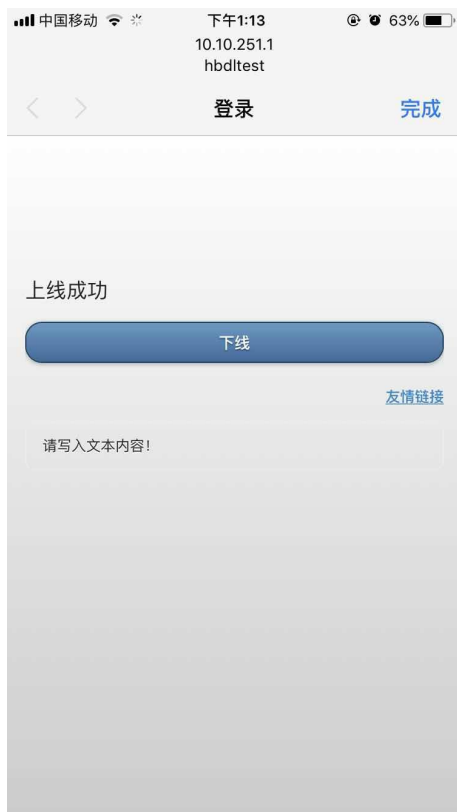 中国移动 下午1:13 63%
10.10.251.1
hbdltest
登录 完成
上线成功
下线
友情链接
请写入文本内容!